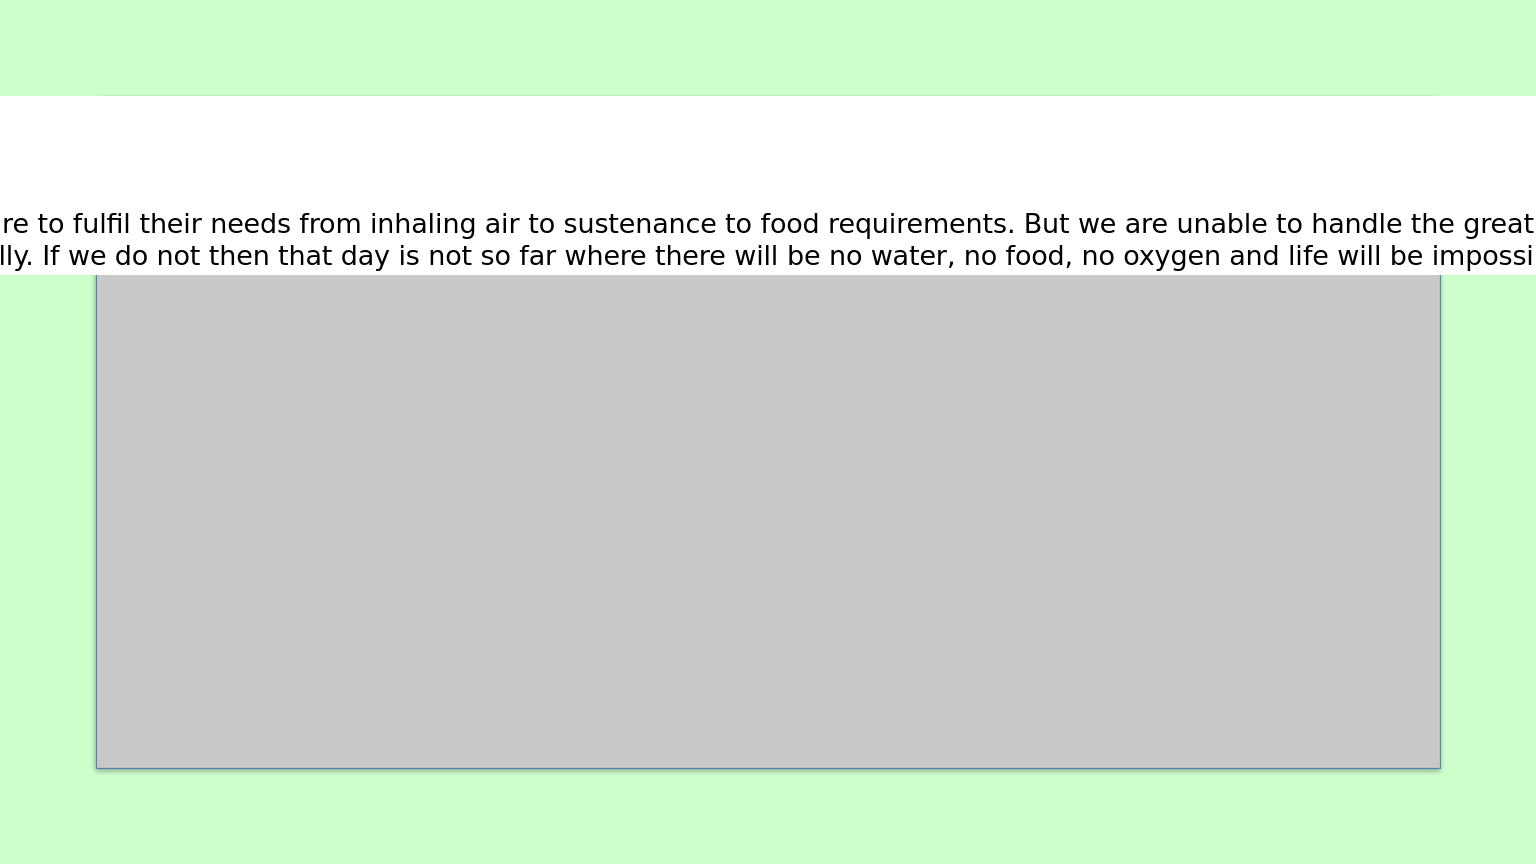 re to fulfil their needs from inhaling air to sustenance to food requirements. But we are unable to handle the great
lly. If we do not then that day is not so far where there will be no water, no food, no oxygen and life will be impossi